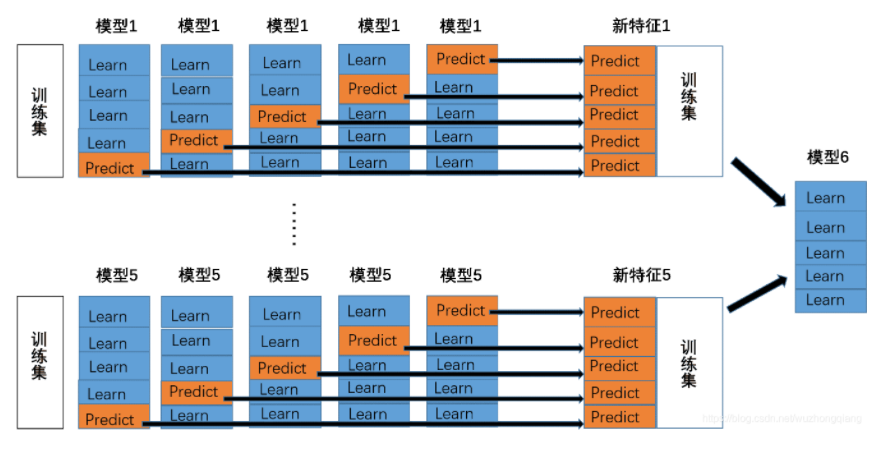 模型1 模型1 模型1 模型1 模型1 新特征1
训练集 Learn Learn Learn Learn Predict Predict 训练集
Learn Learn Learn Predict Learn Predict
Learn Learn Predict Learn Learn Predict
Learn Predict Learn Learn Learn Predict
Predict Learn Learn Learn Learn Predict
模型6
Learn
Learn
Learn
Learn
Learn
模型5 模型5 模型5 模型5 模型5 新特征5
训练集 Learn Learn Learn Learn Predict Predict 训练集
Learn Learn Learn Predict Learn Predict
Learn Learn Predict Learn Learn Predict
Learn Predict Learn Learn Learn Predict
Predict Learn Learn Learn Learn Predict
https://blog.csdn.net/wuzhongqiang